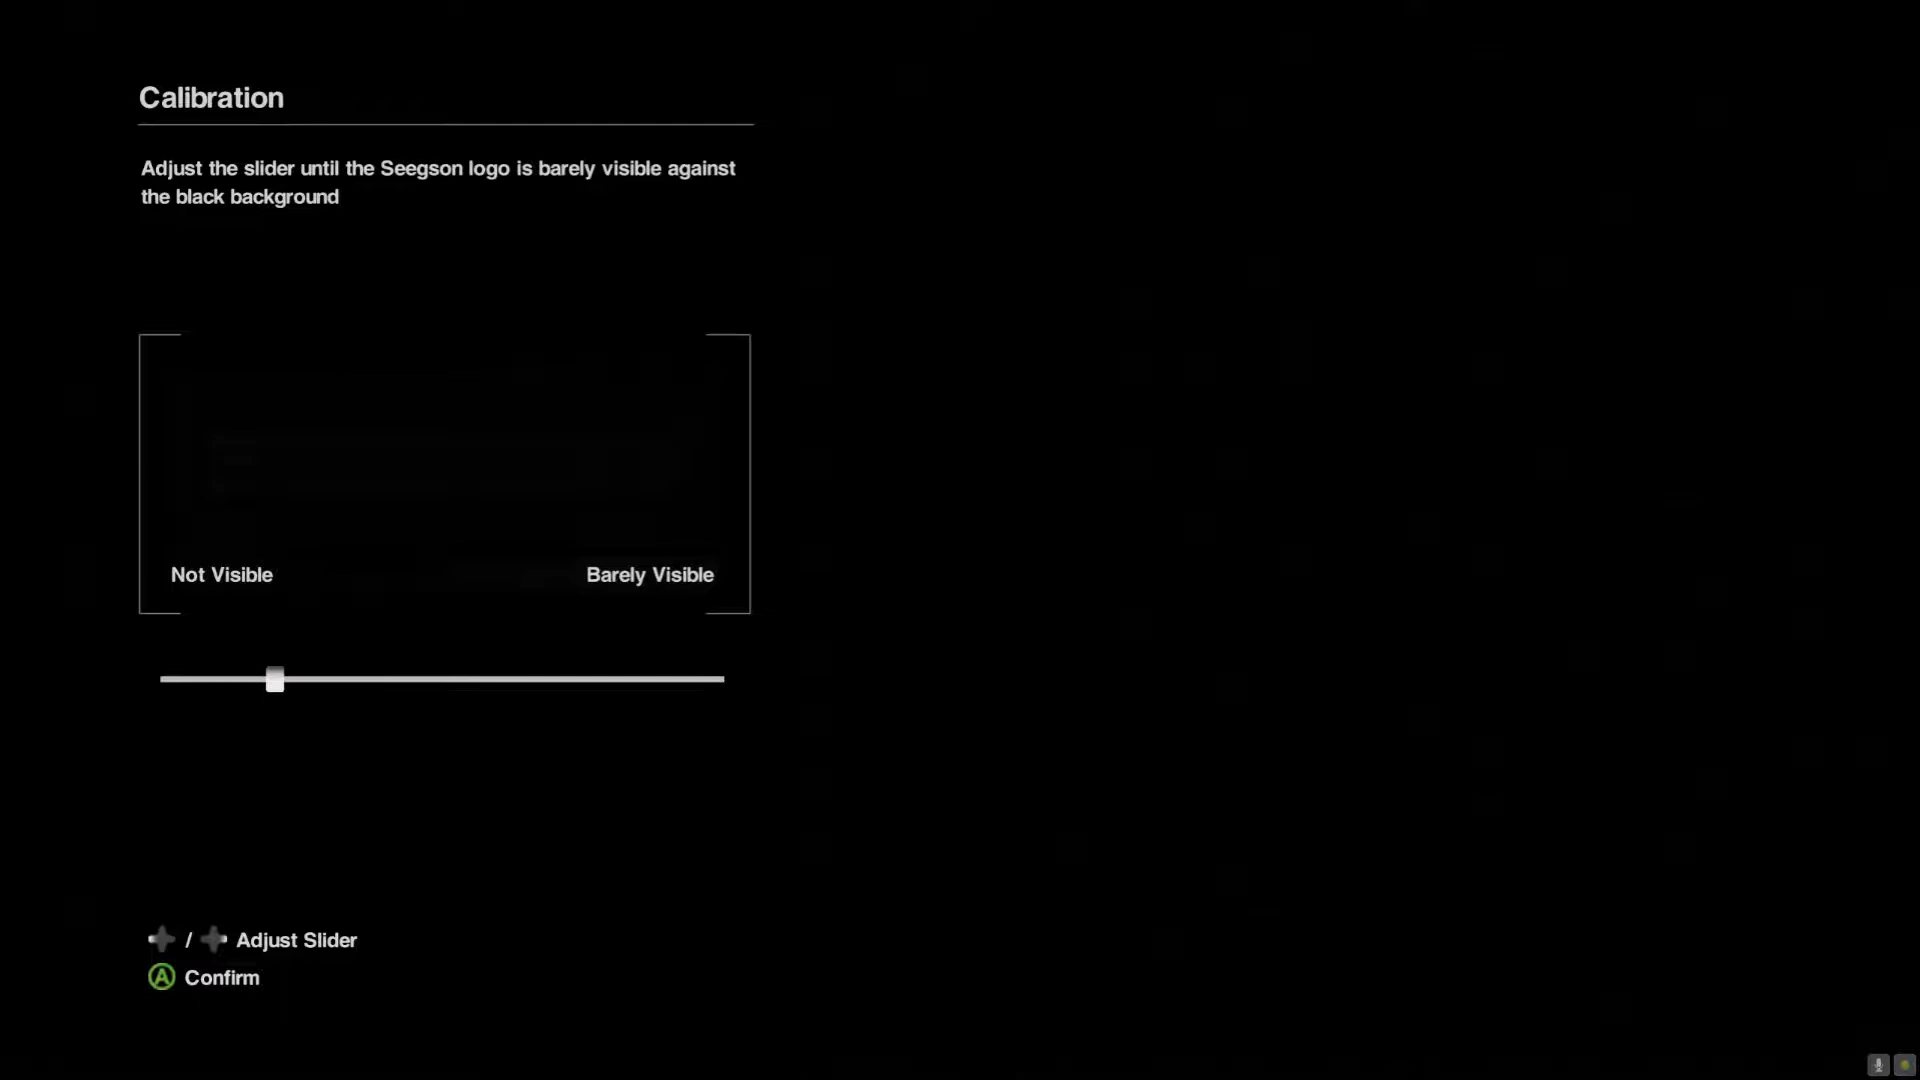 Calibration
Adjust the slider until the Seegson logo is barely visible against
the black background
Not Visible
Barely Visible
/ Adjust Slider
A Confirm